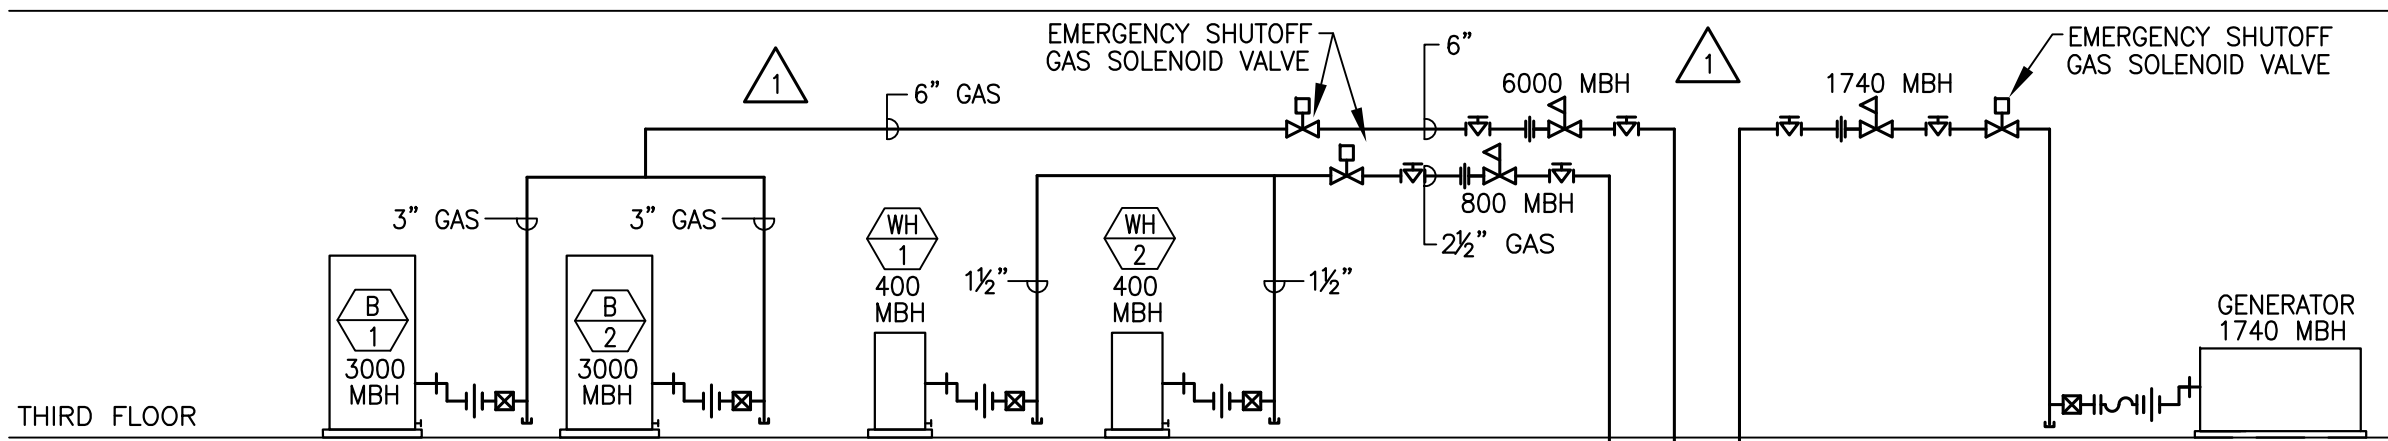 EMERGENCY SHUTOFF
GAS SOLENOID VALVE
6”
1
6” GAS
6000 MBH
1
1740 MBH
EMERGENCY SHUTOFF
GAS SOLENOID VALVE
3” GAS
3” GAS
800 MBH
2½” GAS
WH
1
400
MBH
1½”
WH
2
400
MBH
1½”
B
1
3000
MBH
B
2
3000
MBH
GENERATOR
1740 MBH
THIRD FLOOR